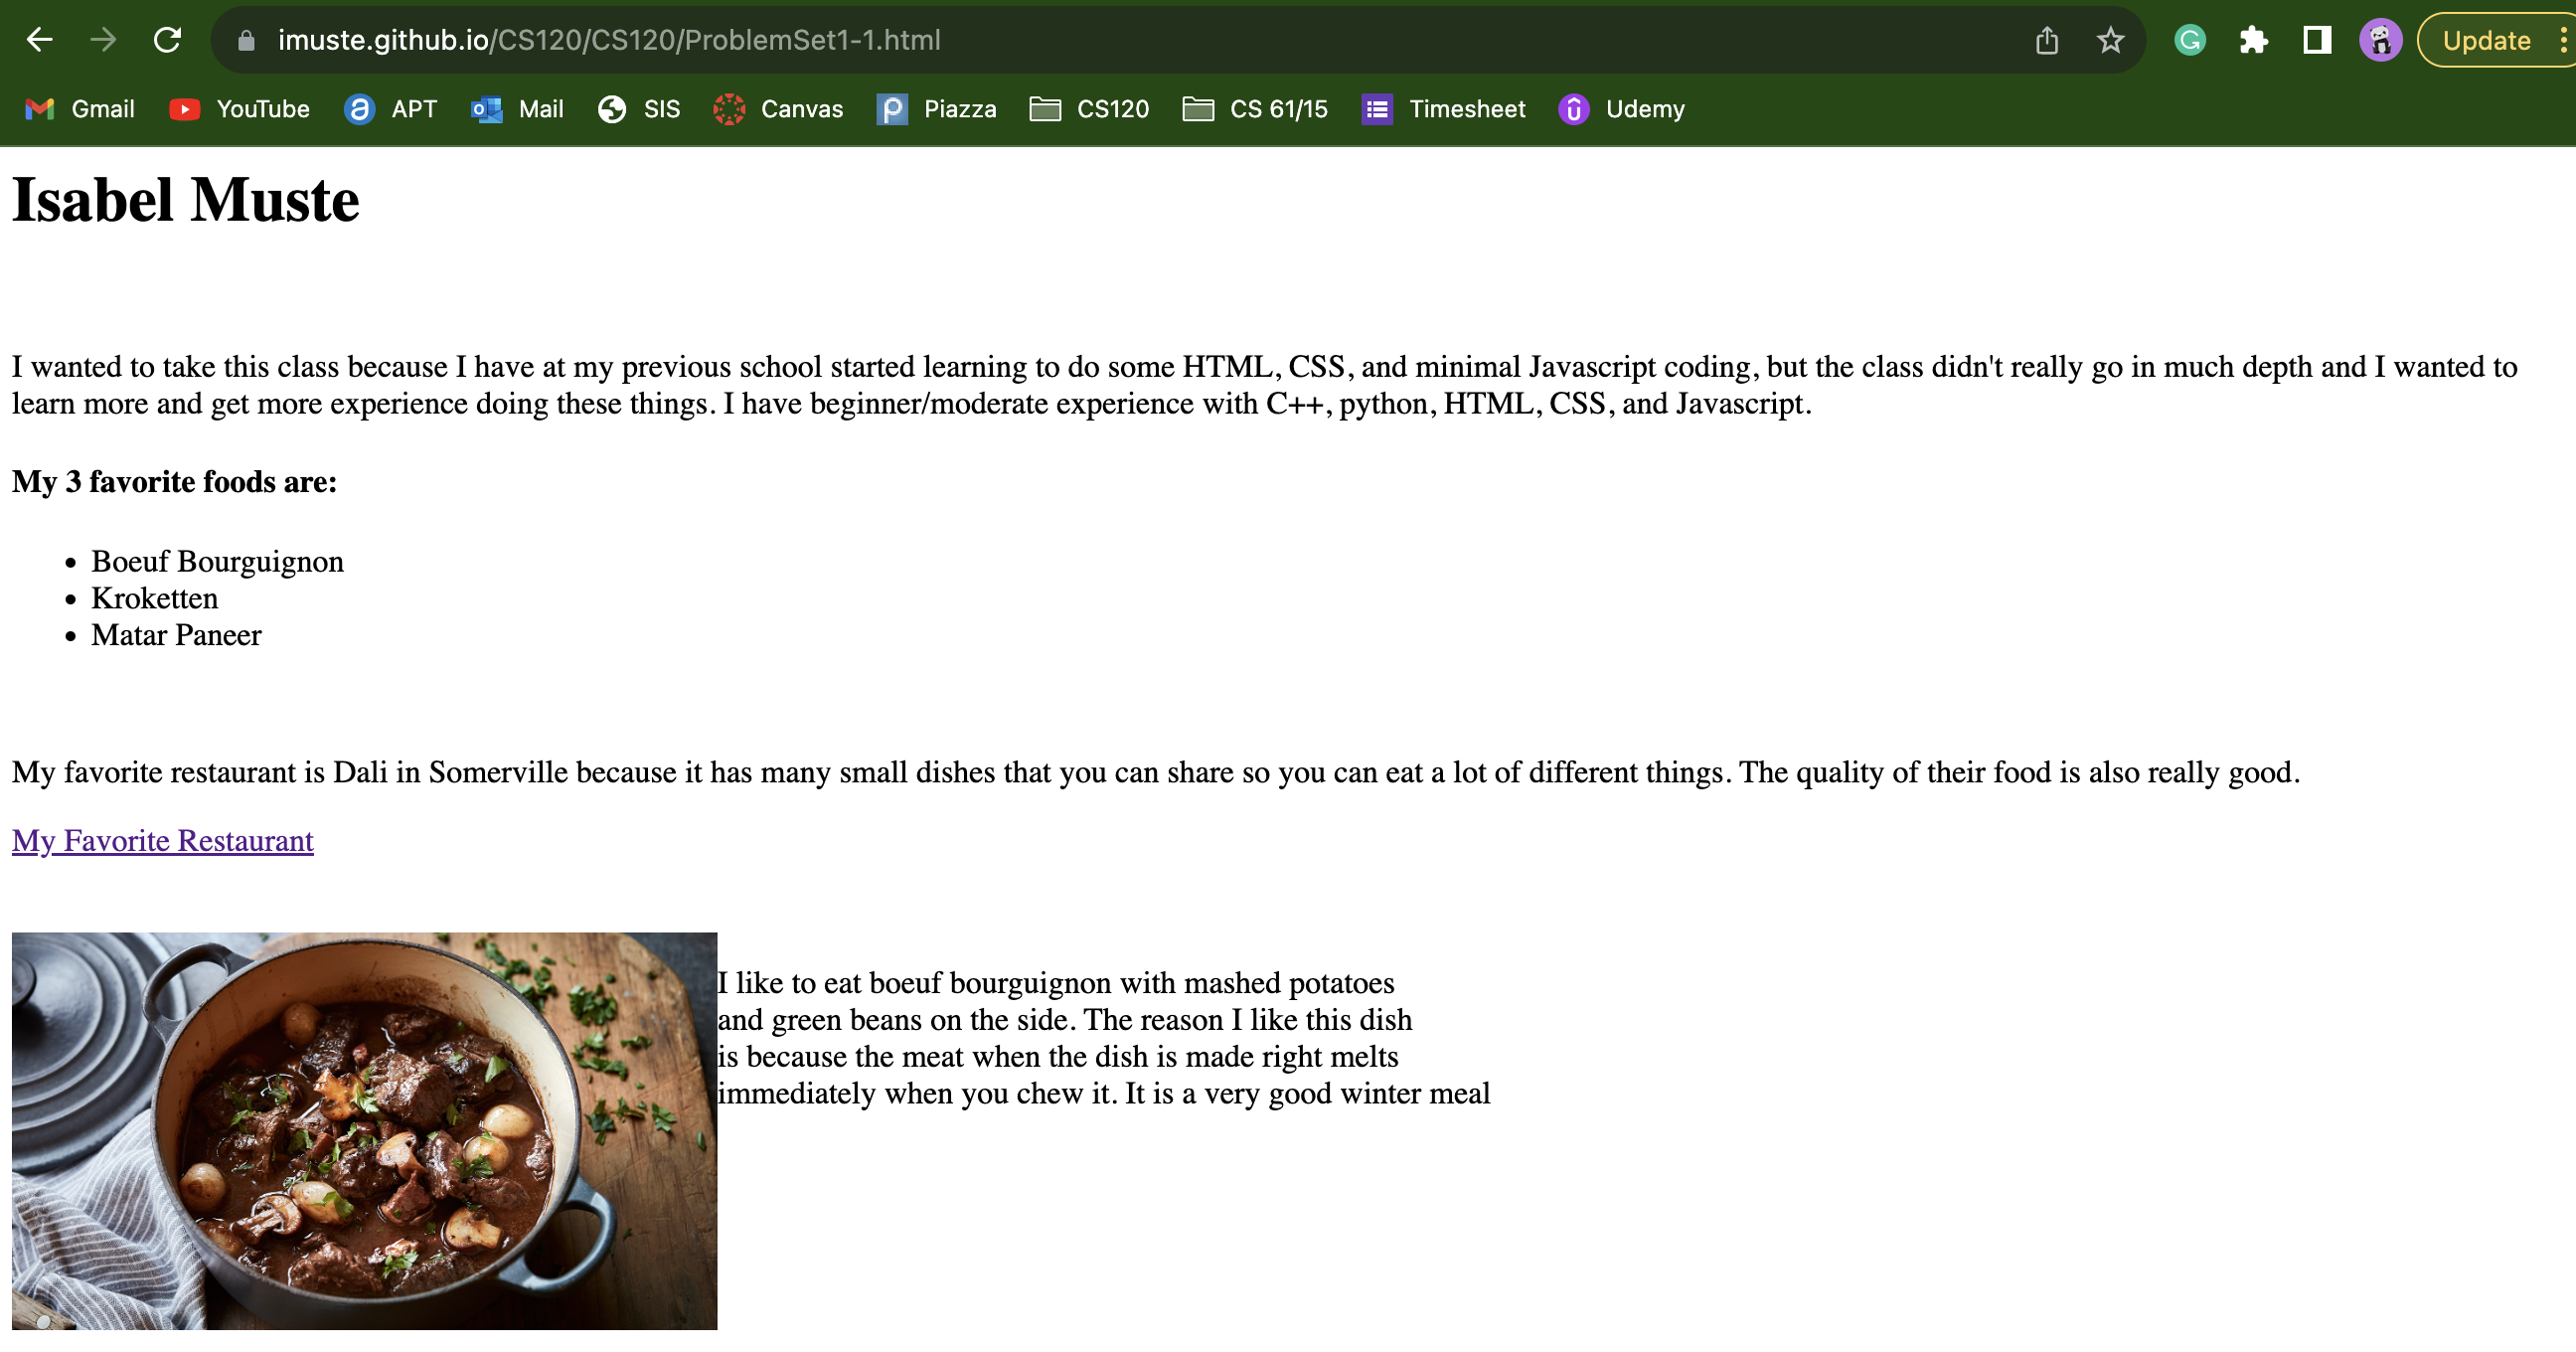 imuste.github.io/CS120/CS120/ProblemSet1-1.html
Update
Gmail YouTube APT Mail SIS Canvas Piazza CS120 CS 61/15 Timesheet Udemy
Isabel Muste
I wanted to take this class because I have at my previous school started learning to do some HTML, CSS, and minimal Javascript coding, but the class didn't really go in much depth and I wanted to
learn more and get more experience doing these things. I have beginner/moderate experience with C++, python, HTML, CSS, and Javascript.
My 3 favorite foods are:
• Boeuf Bourguignon
• Kroketten
• Matar Paneer
My favorite restaurant is Dali in Somerville because it has many small dishes that you can share so you can eat a lot of different things. The quality of their food is also really good.
My Favorite Restaurant
I like to eat boeuf bourguignon with mashed potatoes
and green beans on the side. The reason I like this dish
is because the meat when the dish is made right melts
immediately when you chew it. It is a very good winter meal